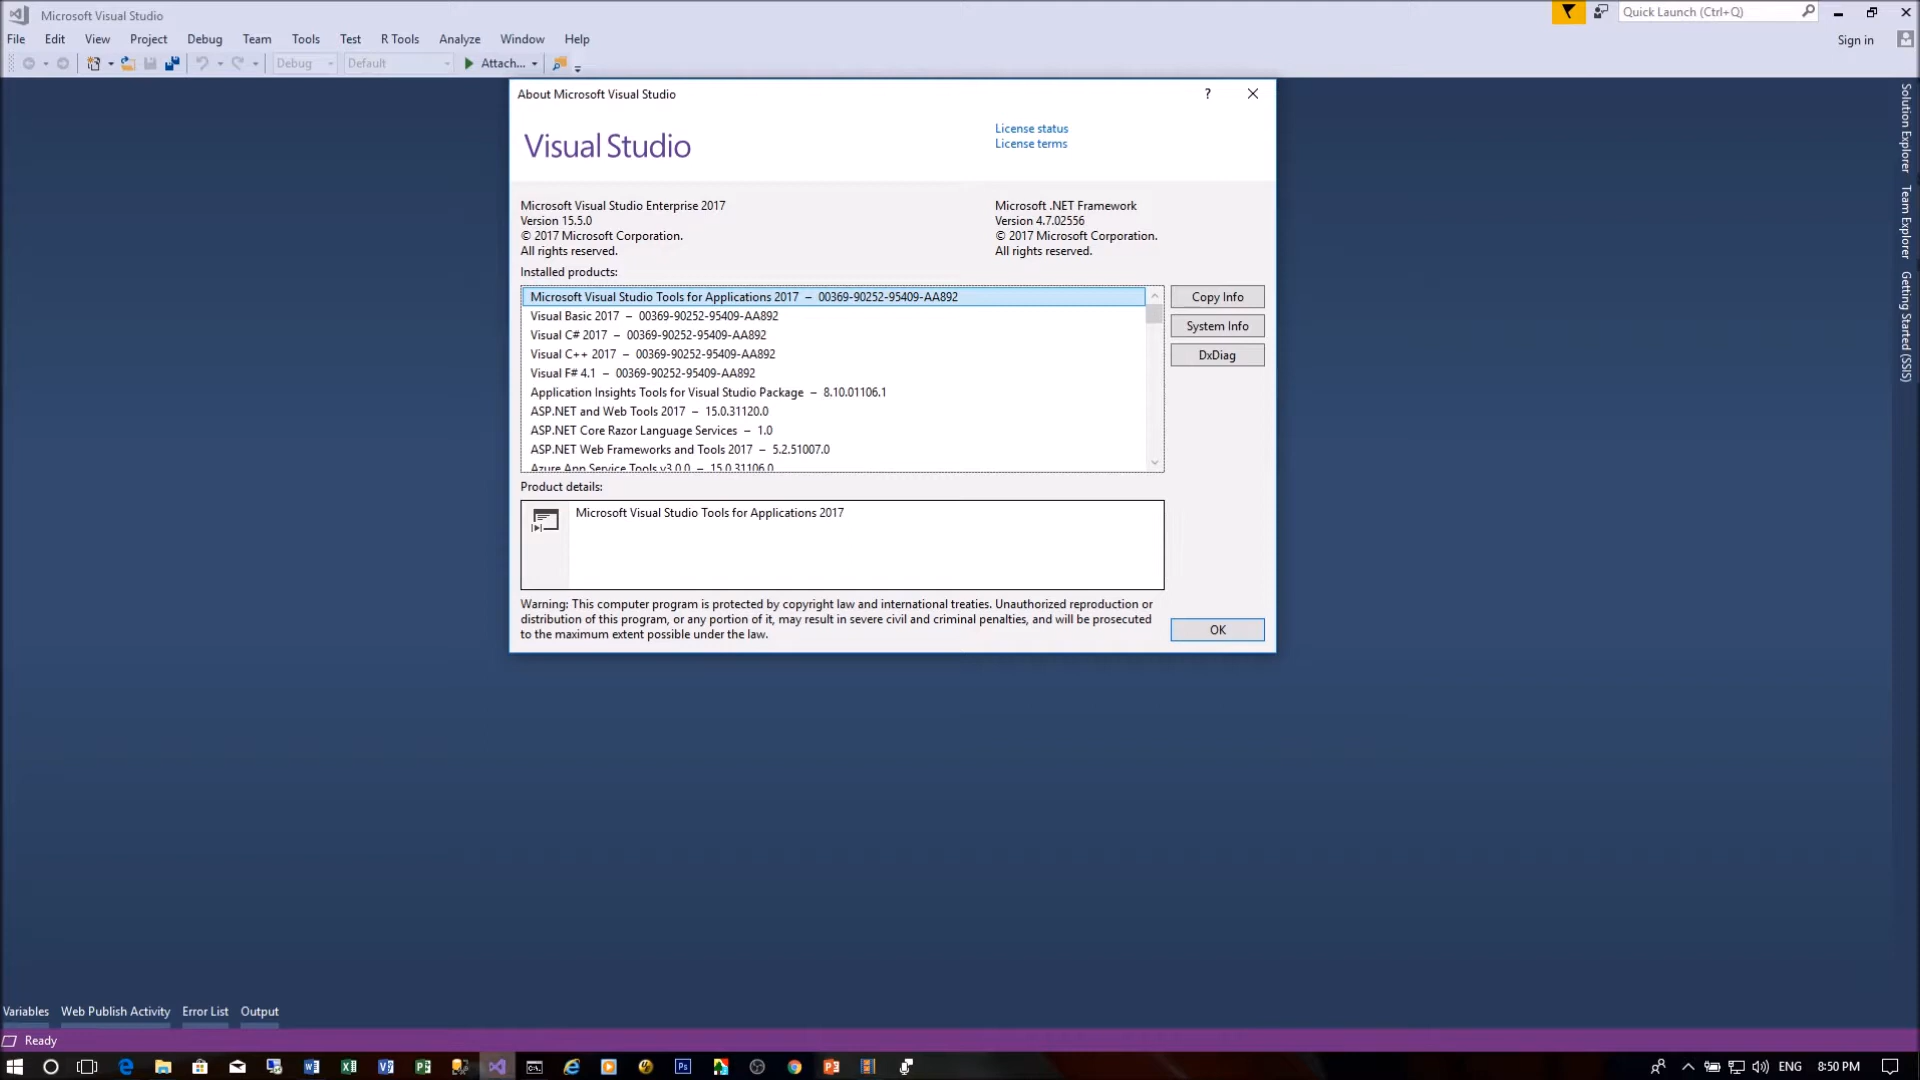 Microsoft Visual Studio
Quick Launch (Ctrl+Q)
File Edit View Project Debug Team Tools Test R Tools Analyze Window Help
Sign in
Debug Default Attach...
About Microsoft Visual Studio
?
Visual Studio
License status
License terms
Microsoft Visual Studio Enterprise 2017
Version 15.5.0
© 2017 Microsoft Corporation.
All rights reserved.
Microsoft .NET Framework
Version 4.7.02556
© 2017 Microsoft Corporation.
All rights reserved.
Installed products:
Microsoft Visual Studio Tools for Applications 2017 – 00369-90252-95409-AA892
Visual Basic 2017 – 00369-90252-95409-AA892
Visual C# 2017 – 00369-90252-95409-AA892
Visual C++ 2017 – 00369-90252-95409-AA892
Visual F# 4.1 – 00369-90252-95409-AA892
Application Insights Tools for Visual Studio Package – 8.10.01106.1
ASP.NET and Web Tools 2017 – 15.0.31120.0
ASP.NET Core Razor Language Services – 1.0
ASP.NET Web Frameworks and Tools 2017 – 5.2.51007.0
Azure App Service Tools v3.0.0 – 15.0.31106.0
Copy Info
System Info
DxDiag
Product details:
Microsoft Visual Studio Tools for Applications 2017
Warning: This computer program is protected by copyright law and international treaties. Unauthorized reproduction or
distribution of this program, or any portion of it, may result in severe civil and criminal penalties, and will be prosecuted
to the maximum extent possible under the law.
OK
Solution Explorer
Team Explorer
Getting Started (SSIS)
Variables Web Publish Activity Error List Output
Ready
ENG 8:50 PM